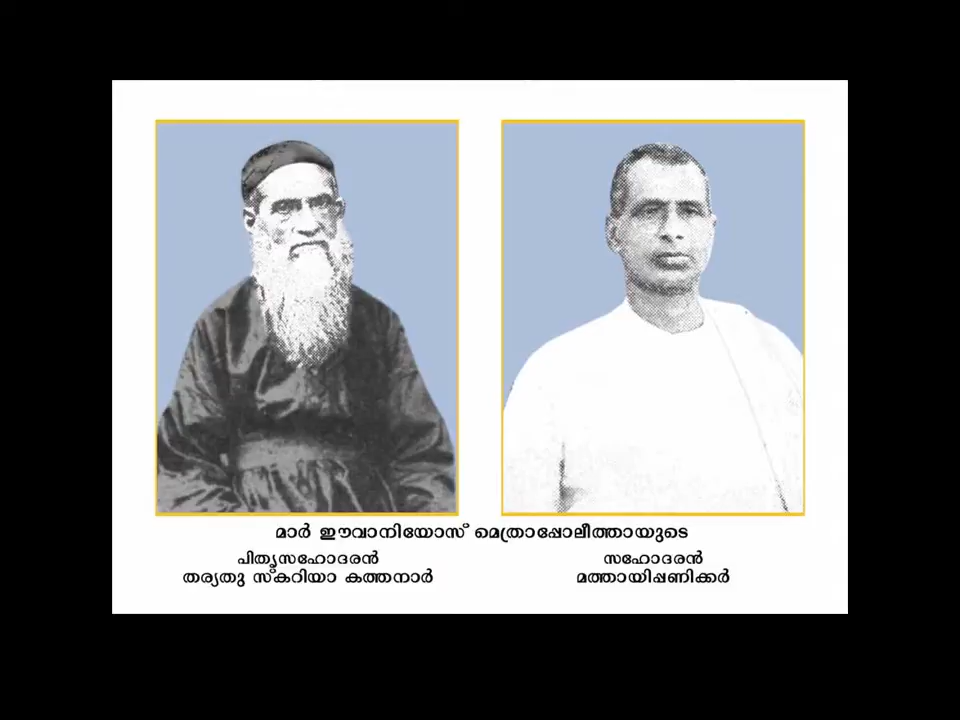 മാർ ഈവാനിയോസ് മെത്രാപ്പോലീത്തായുടെ
പിതൃസഹോദരൻ
തര്യതു സ്കറിയാ കത്തനാർ
സഹോദരൻ
മത്തായിപ്പണിക്കർ